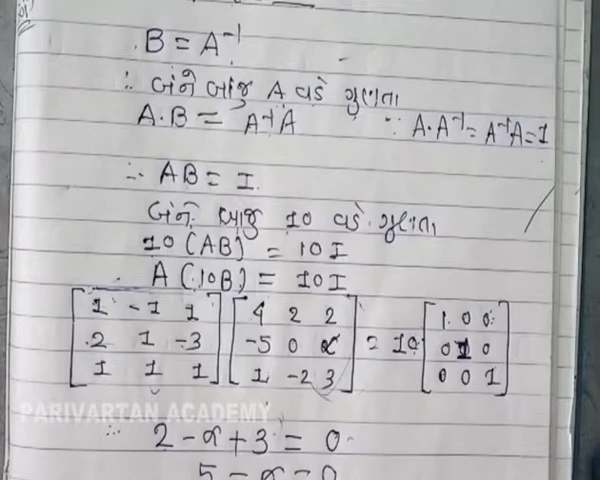 B = A⁻¹
∴ બંને બાજુ A વડે ગુણતા
A.B = A⁻¹A ∵ A.A⁻¹ = A⁻¹A = I
∴ AB = I.
બંને બાજુ 10 વડે ગુણતા
10 (AB) = 10I
A (10B) = 10I
[1 -1 1] [4 2 2] = 10 [1 0 0]
[2 1 -3] [-5 0 α] [0 1 0]
[1 1 1] [1 -2 3] [0 0 1]
PARIVARTAN ACADEMY
∴ 2 - α + 3 = 0
5 - α = 0